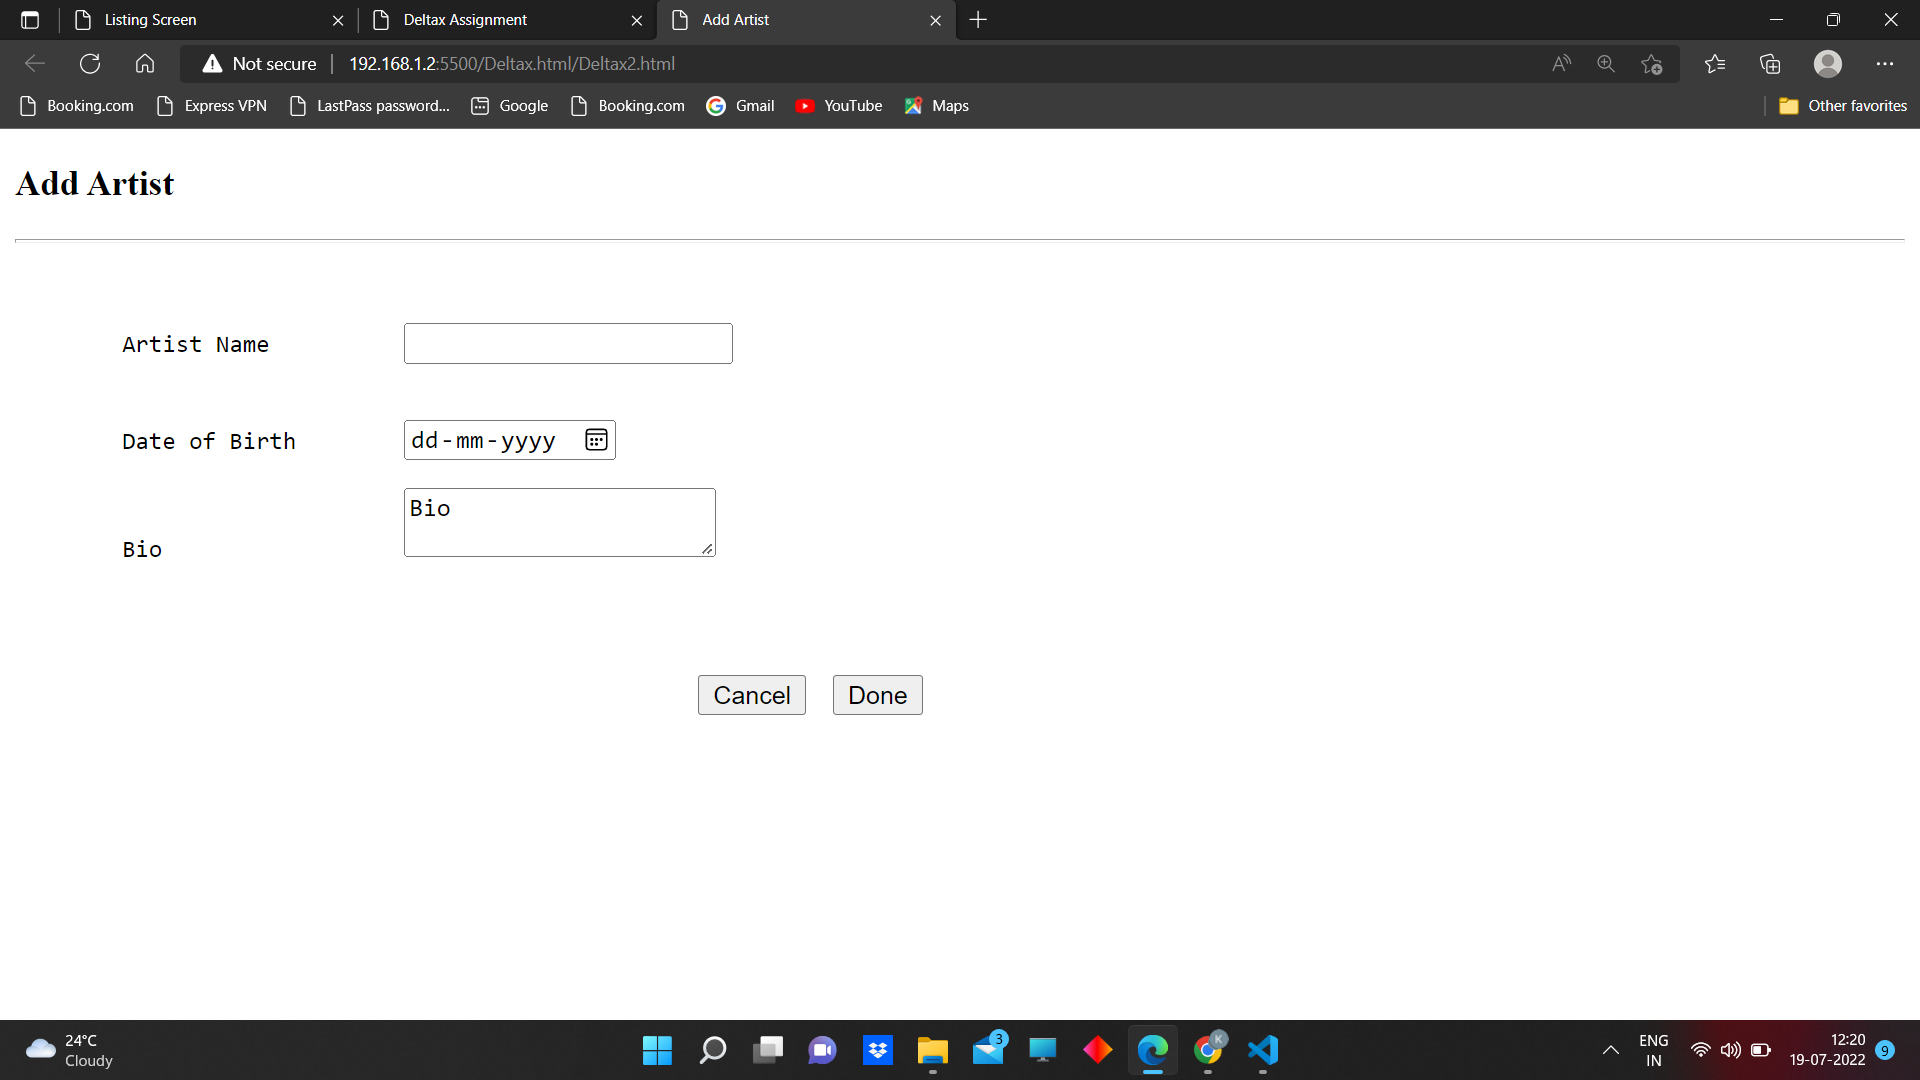 Listing Screen
Deltax Assignment
Add Artist
Not secure
192.168.1.2:5500/Deltax.html/Deltax2.html
Booking.com
Express VPN
LastPass password...
Google
Booking.com
Gmail
YouTube
Maps
Other favorites
Add Artist
Artist Name
Date of Birth
dd-mm-yyyy
Bio
Bio
Cancel
Done
24°C
Cloudy
3
K
ENG
IN
12:20
19-07-2022
9